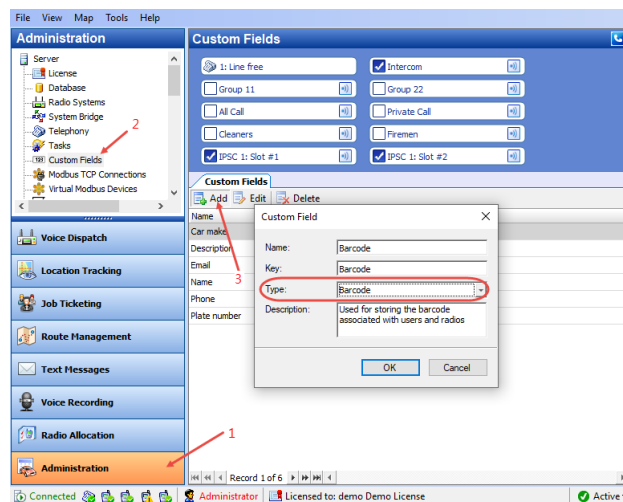 File View Map Tools Help
Administration
Custom Fields
Server
License
Database
Radio Systems
System Bridge
Telephony
Tasks
Custom Fields
Modbus TCP Connections
Virtual Modbus Devices
2
1: Line free
Intercom
Group 11
Group 22
All Call
Private Call
Cleaners
Firemen
IPSC 1: Slot #1
IPSC 1: Slot #2
Custom Fields
Add Edit Delete
Name
Car make
Description
Email
Name
Phone
Plate number
3
Custom Field
Name: Barcode
Key: Barcode
Type: Barcode
Description: Used for storing the barcode
associated with users and radios
OK Cancel
Voice Dispatch
Location Tracking
Job Ticketing
Route Management
Text Messages
Voice Recording
Radio Allocation
Administration
1
Record 1 of 6
Connected
Administrator
Licensed to: demo Demo License
Active